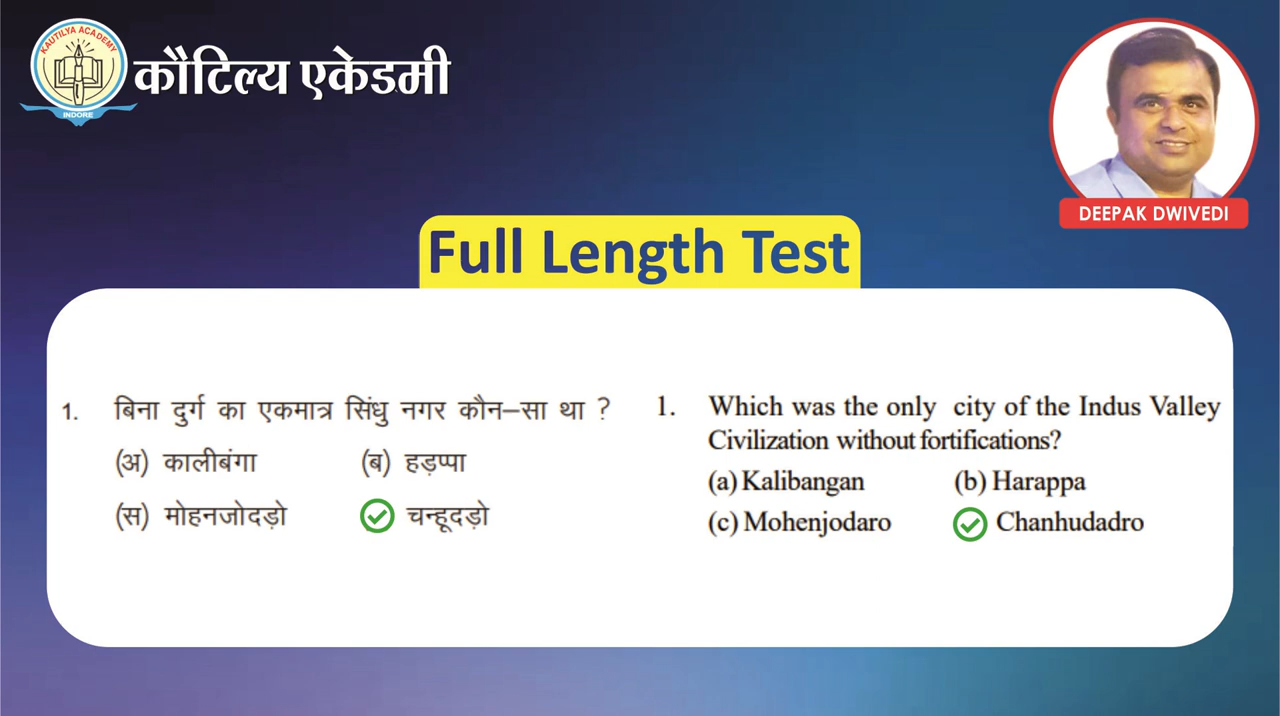 KAUTILYA ACADEMY
INDORE
कौटिल्य एकेडमी
DEEPAK DWIVEDI
Full Length Test
1. बिना दुर्ग का एकमात्र सिंधु नगर कौन–सा था ?
(अ) कालीबंगा (ब) हड़प्पा
(स) मोहनजोदड़ो चन्हूदड़ो
1. Which was the only city of the Indus Valley
Civilization without fortifications?
(a) Kalibangan (b) Harappa
(c) Mohenjodaro Chanhudadro